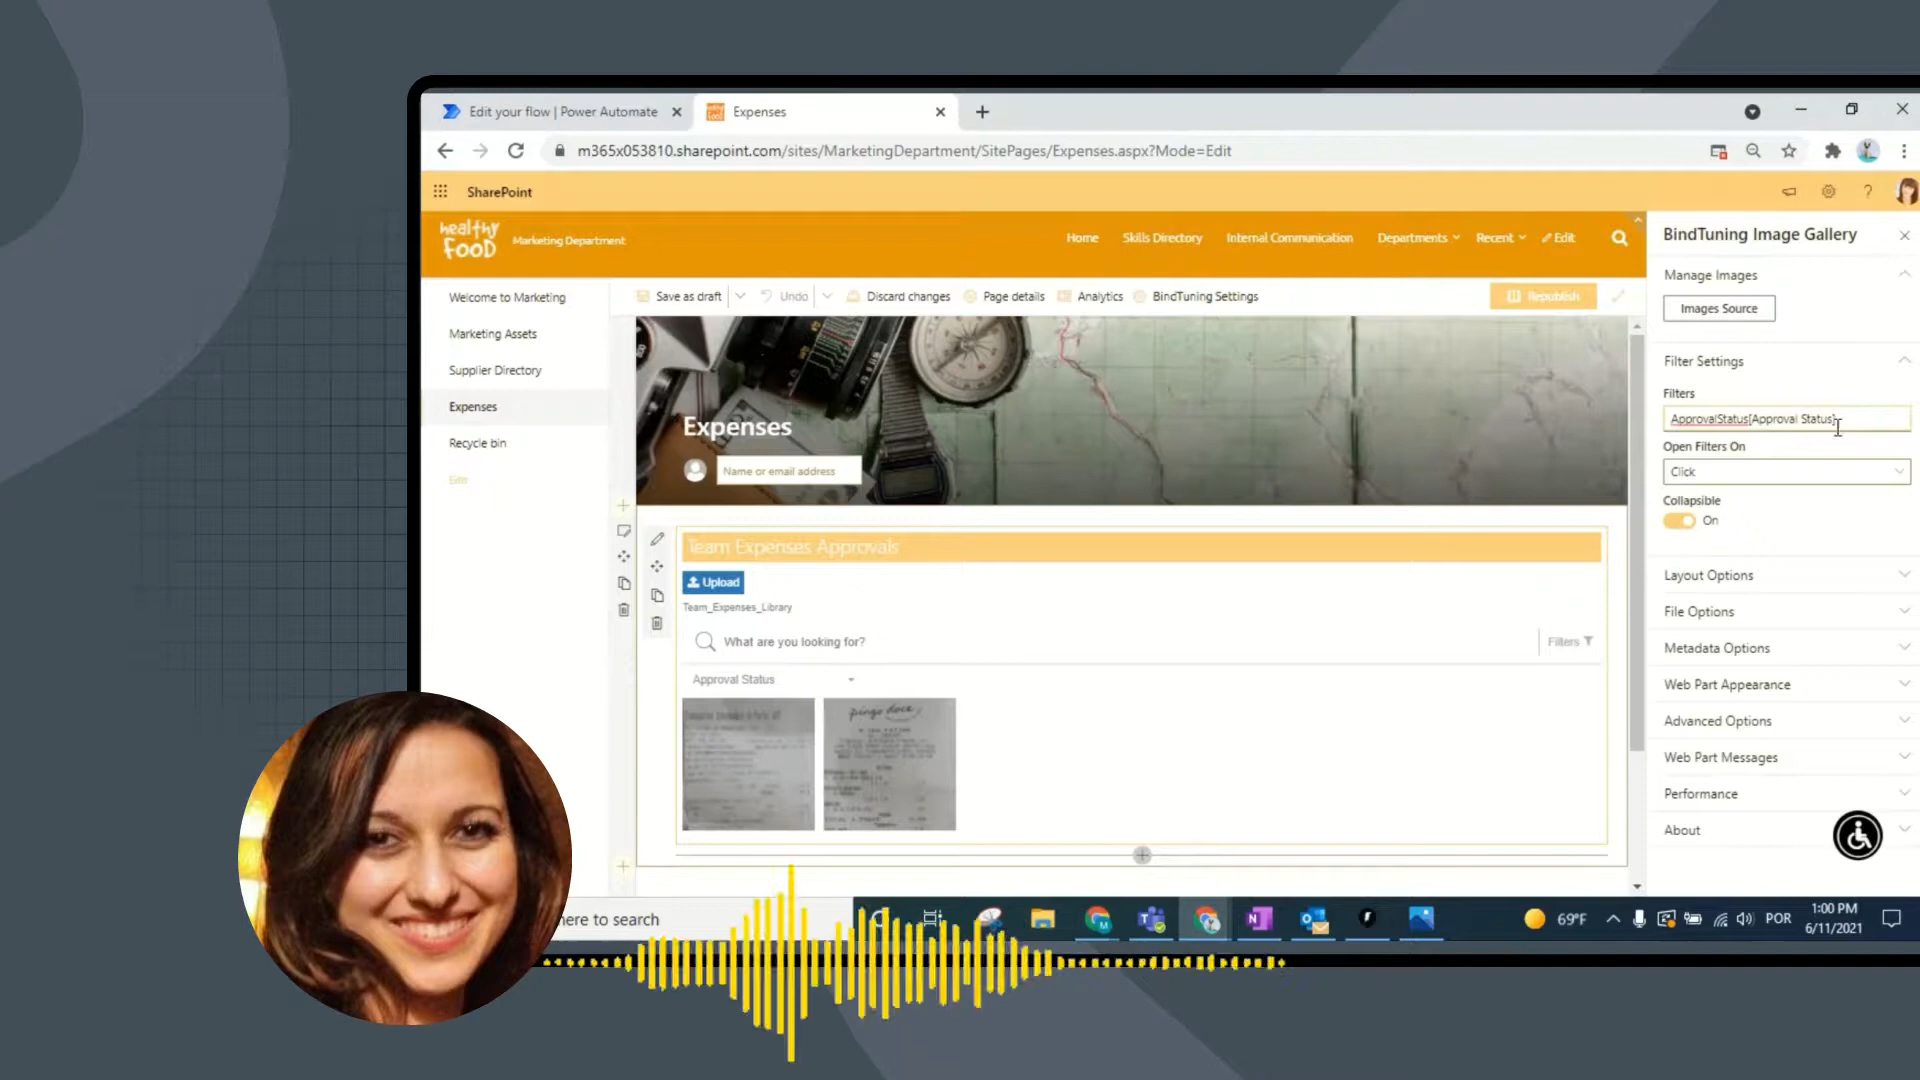 Edit your flow | Power Automate
Expenses
m365x053810.sharepoint.com/sites/MarketingDepartment/SitePages/Expenses.aspx?Mode=Edit
SharePoint
healthy
FOOD
Marketing Department
Home
Skills Directory
Internal Communication
Departments
Recent
Edit
BindTuning Image Gallery
Manage Images
Images Source
Filter Settings
Filters
ApprovalStatus[Approval Status]
Open Filters On
Click
Collapsible
On
Layout Options
File Options
Metadata Options
Web Part Appearance
Advanced Options
Web Part Messages
Performance
About
Welcome to Marketing
Marketing Assets
Supplier Directory
Expenses
Recycle bin
Edit
Save as draft
Undo
Discard changes
Page details
Analytics
BindTuning Settings
Republish
Expenses
Name or email address
Team Expenses Approvals
Upload
Team_Expenses_Library
What are you looking for?
Filters
Approval Status
pingo doce
here to search
69°F
POR
1:00 PM
6/11/2021